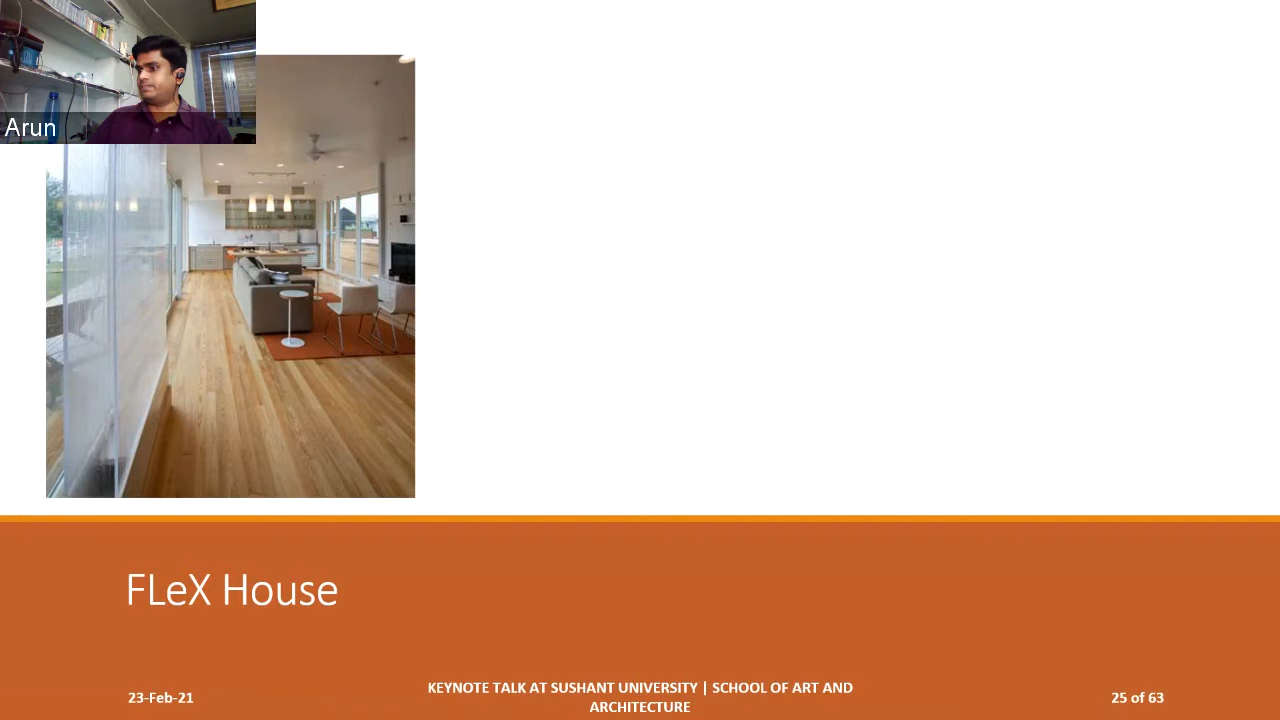 Arun
FLeX House
23-Feb-21
KEYNOTE TALK AT SUSHANT UNIVERSITY | SCHOOL OF ART AND
ARCHITECTURE
25 of 63